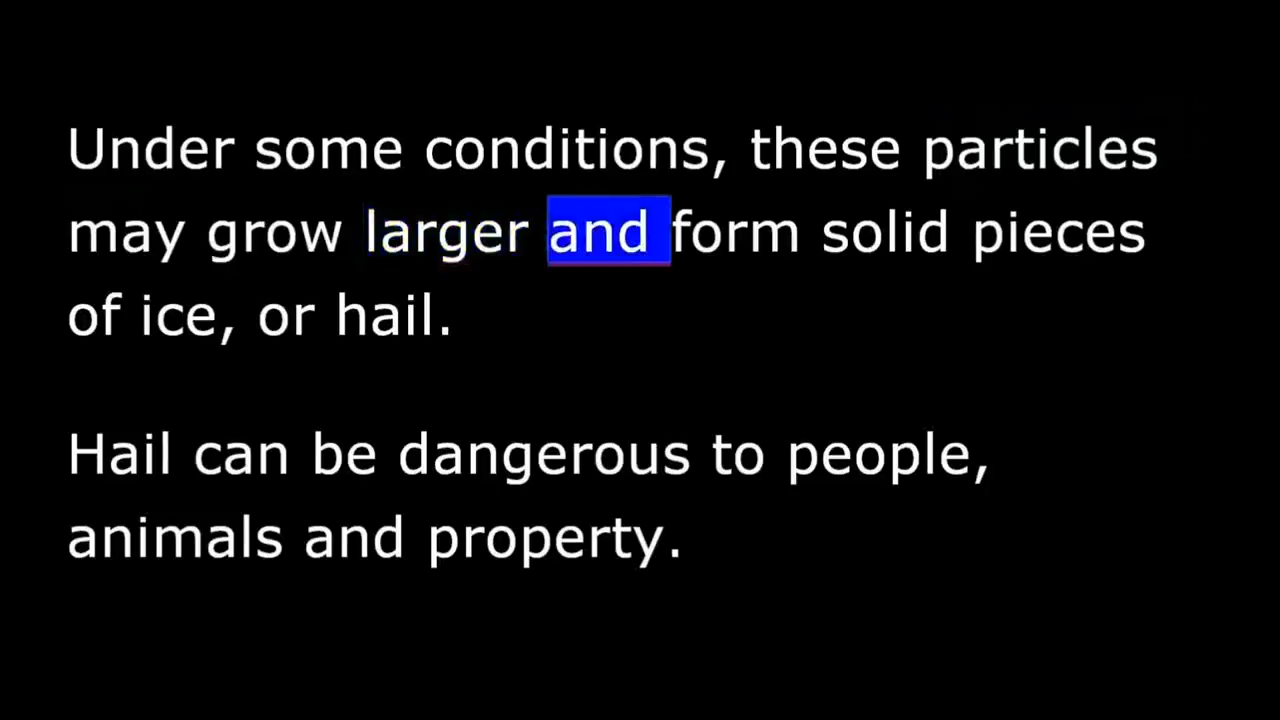 Under some conditions, these particles
may grow larger and form solid pieces
of ice, or hail.
Hail can be dangerous to people,
animals and property.